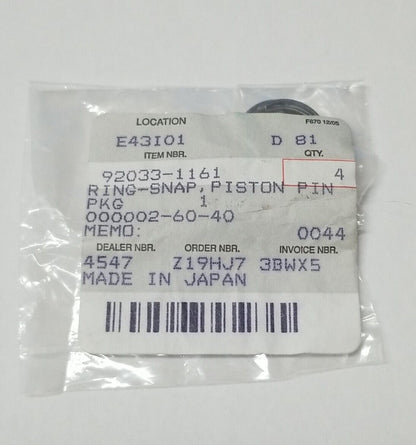 LOCATION F670 12/05
E43I01 D 81
ITEM NBR. QTY.
92033-1161 4
RING-SNAP,PISTON PIN
PKG 1
000002-60-40
MEMO: 0044
DEALER NBR. ORDER NBR. INVOICE NBR.
4547 Z19HJ7 3BWX5
MADE IN JAPAN